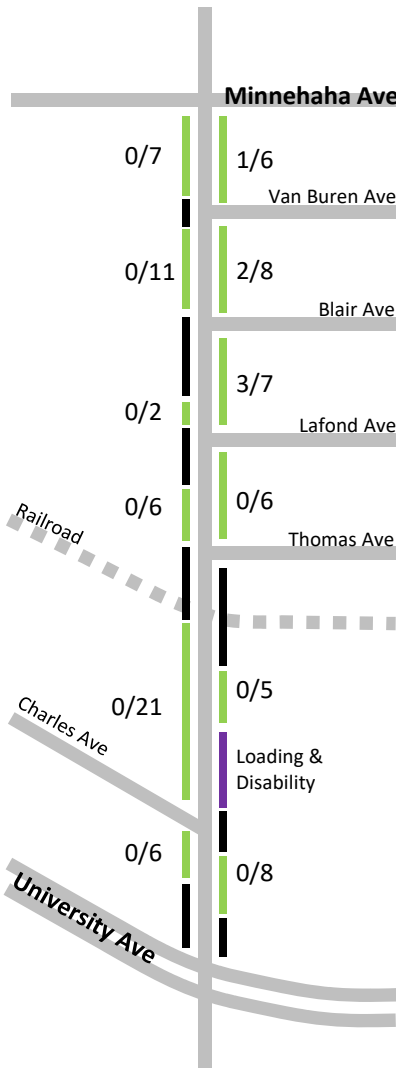 Minnehaha Ave
0/7
1/6
Van Buren Ave
0/11
2/8
Blair Ave
3/7
0/2
Lafond Ave
0/6
0/6
Railroad
Thomas Ave
0/5
0/21
Charles Ave
Loading &
Disability
0/6
0/8
University Ave